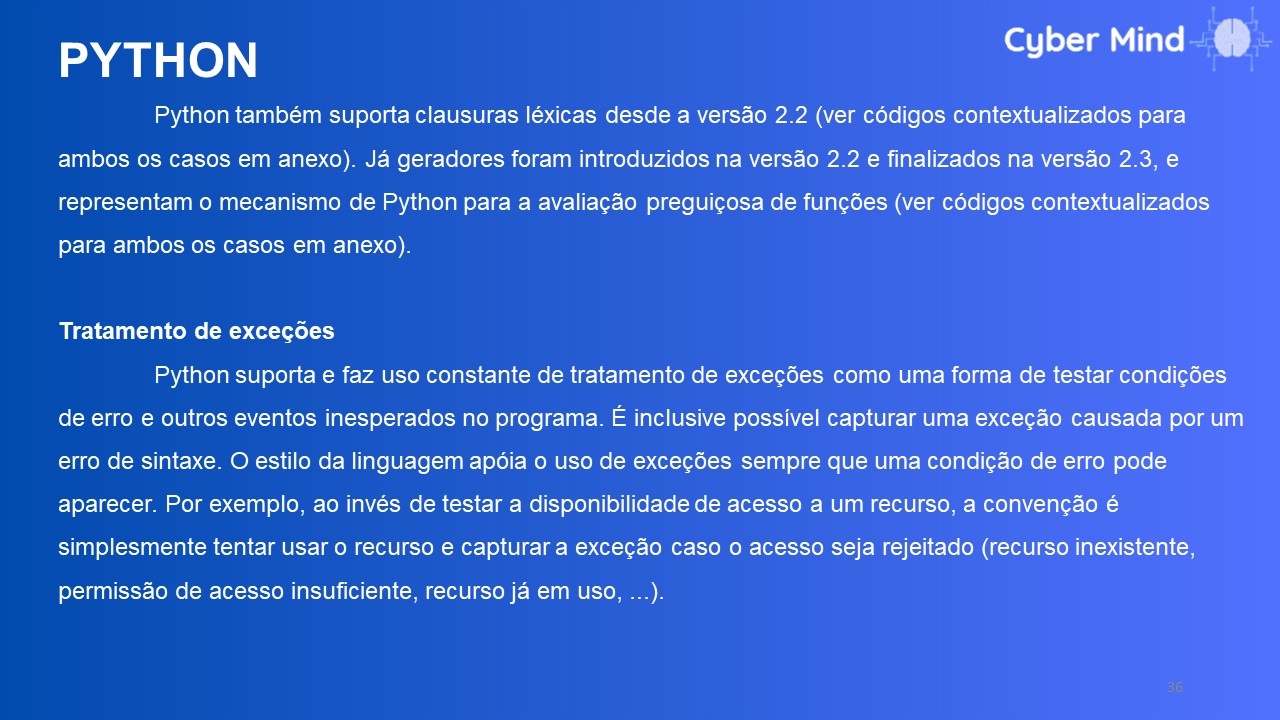 PYTHON
Cyber Mind
Python também suporta clausuras léxicas desde a versão 2.2 (ver códigos contextualizados para
ambos os casos em anexo). Já geradores foram introduzidos na versão 2.2 e finalizados na versão 2.3, e
representam o mecanismo de Python para a avaliação preguiçosa de funções (ver códigos contextualizados
para ambos os casos em anexo).
Tratamento de exceções
Python suporta e faz uso constante de tratamento de exceções como uma forma de testar condições
de erro e outros eventos inesperados no programa. É inclusive possível capturar uma exceção causada por um
erro de sintaxe. O estilo da linguagem apóia o uso de exceções sempre que uma condição de erro pode
aparecer. Por exemplo, ao invés de testar a disponibilidade de acesso a um recurso, a convenção é
simplesmente tentar usar o recurso e capturar a exceção caso o acesso seja rejeitado (recurso inexistente,
permissão de acesso insuficiente, recurso já em uso, ...).
36